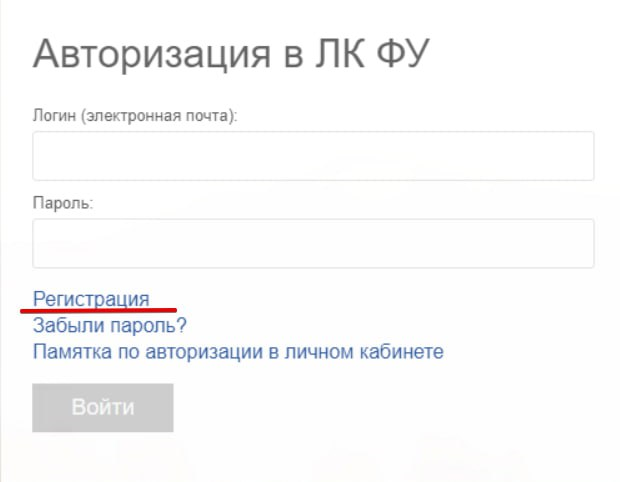 Авторизация в ЛК ФУ
Логин (электронная почта):
Пароль:
Регистрация
Забыли пароль?
Памятка по авторизации в личном кабинете
Войти